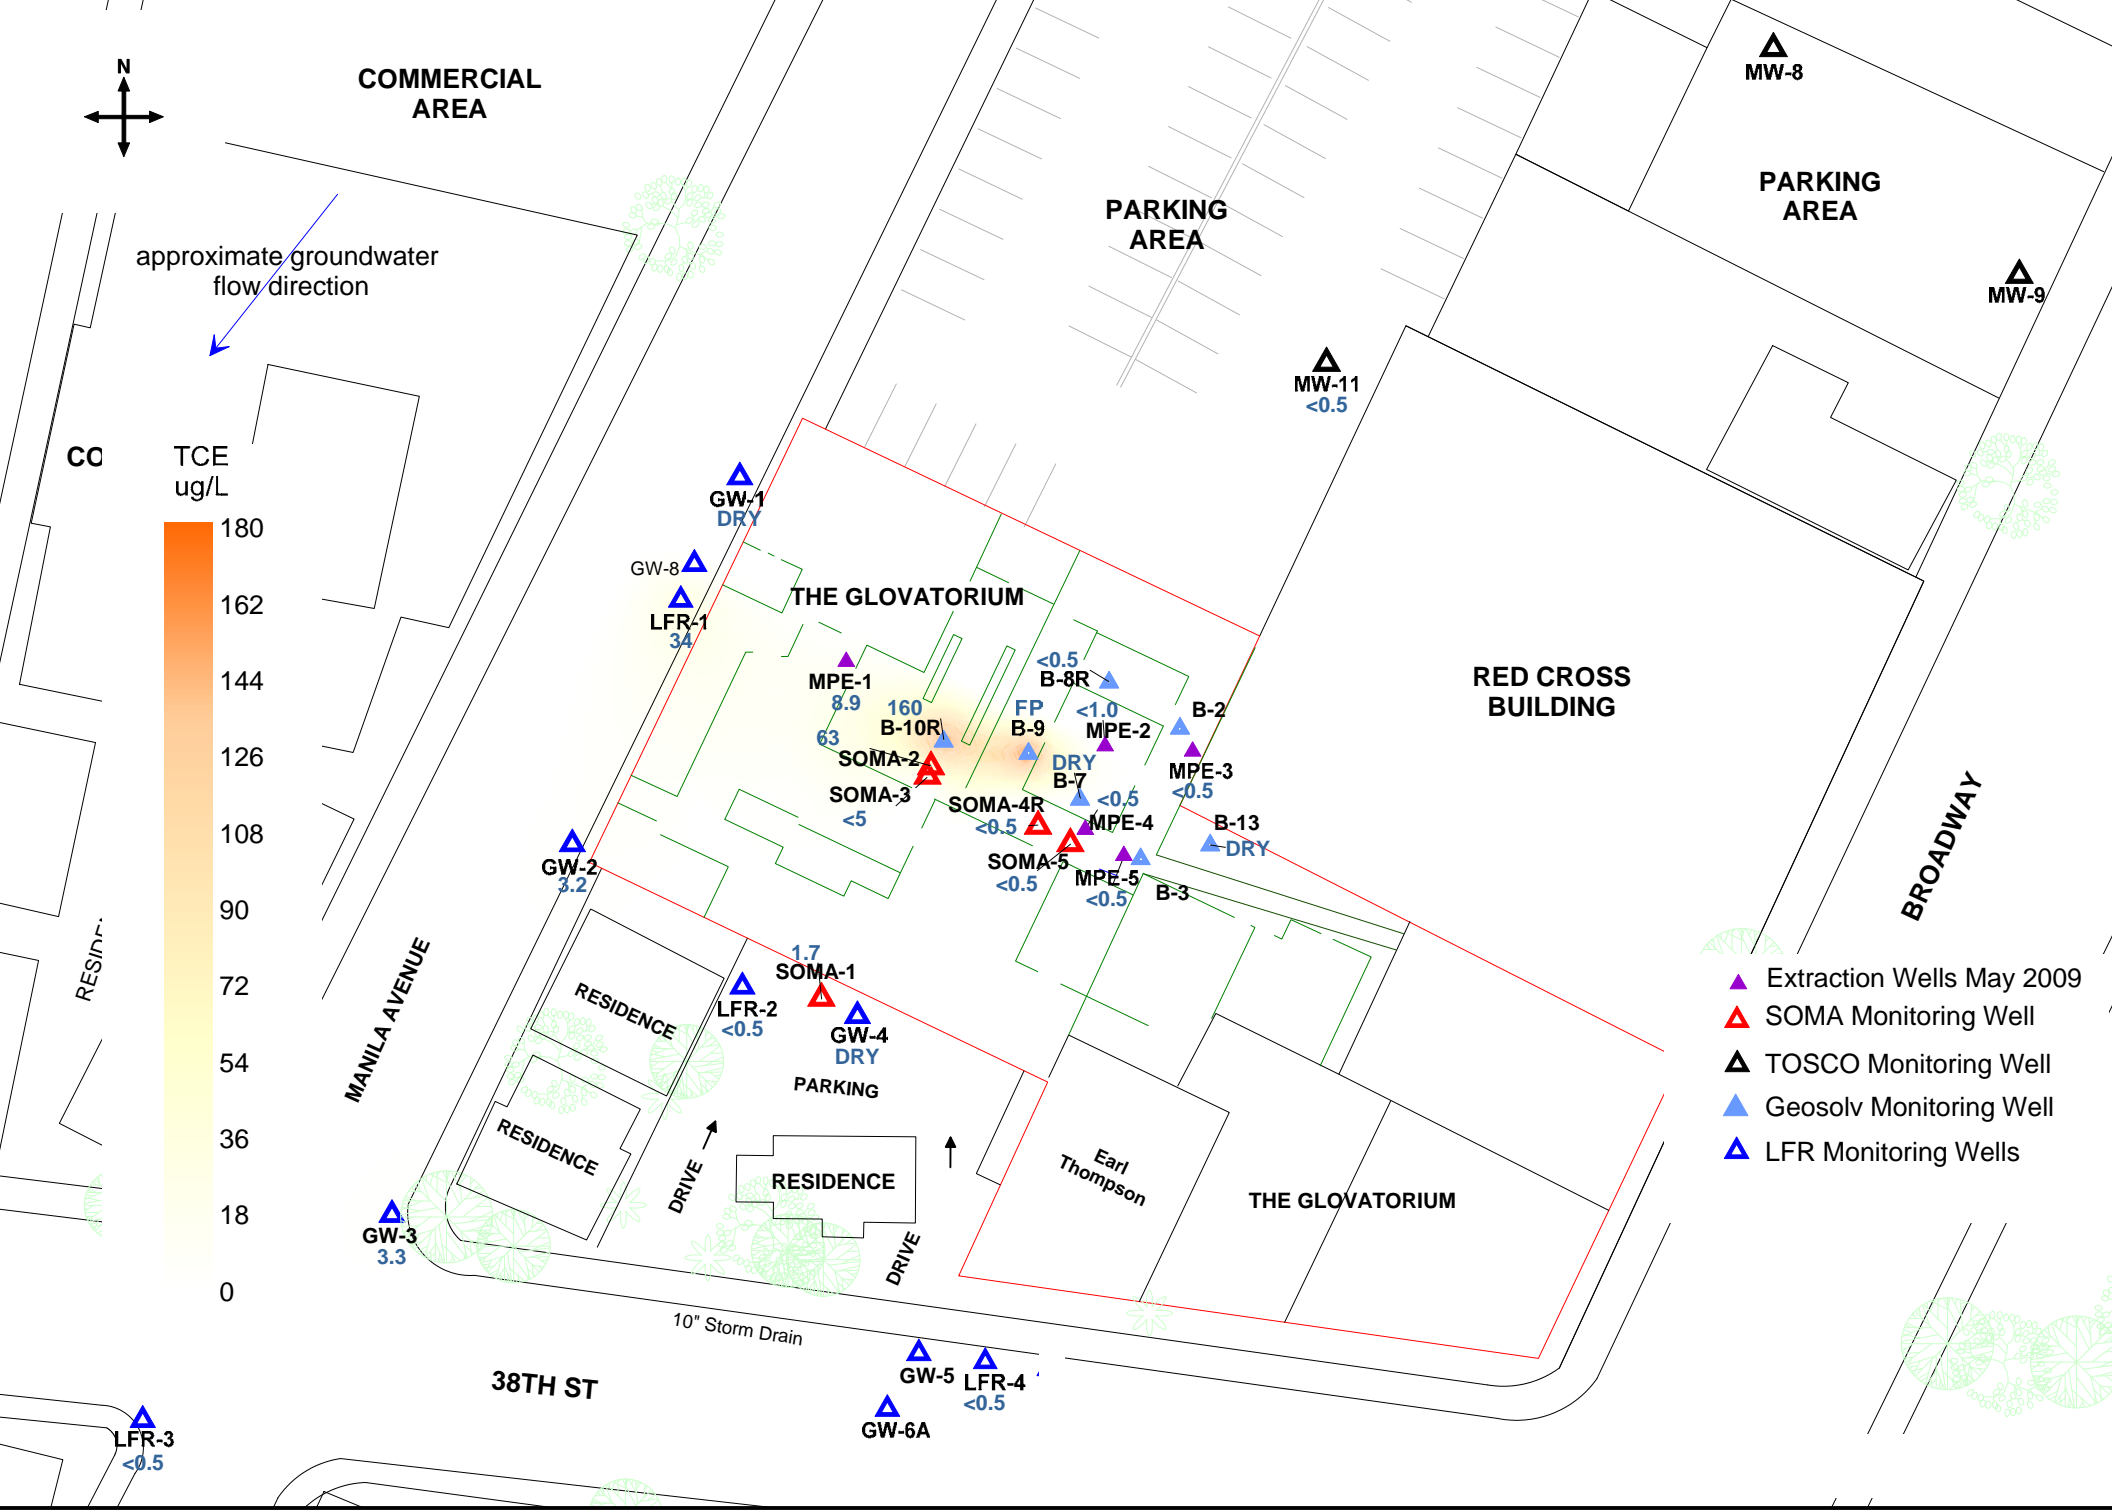 N
COMMERCIAL
AREA
MW-8
PARKING
AREA
PARKING
AREA
approximate groundwater
flow direction
MW-9
MW-11
<0.5
CO
TCE
ug/L
180
162
144
126
108
90
72
54
36
18
0
GW-1
DRY
GW-8
LFR-1
34
THE GLOVATORIUM
MPE-1
8.9
<0.5
B-8R
160
B-10R
FP
B-9
<1.0
MPE-2
B-2
63
SOMA-2
DRY
B-7
MPE-3
<0.5
SOMA-3
<5
SOMA-4R
<0.5
<0.5
MPE-4
B-13
DRY
SOMA-5
<0.5
MPE-5
<0.5
B-3
RED CROSS
BUILDING
BROADWAY
GW-2
3.2
MANILA AVENUE
RESIDENCE
1.7
SOMA-1
LFR-2
<0.5
GW-4
DRY
PARKING
RESIDENCE
DRIVE
RESIDENCE
DRIVE
Earl
Thompson
THE GLOVATORIUM
Extraction Wells May 2009
SOMA Monitoring Well
TOSCO Monitoring Well
Geosolv Monitoring Well
LFR Monitoring Wells
GW-3
3.3
10" Storm Drain
38TH ST
GW-5
LFR-4
<0.5
GW-6A
LFR-3
<0.5